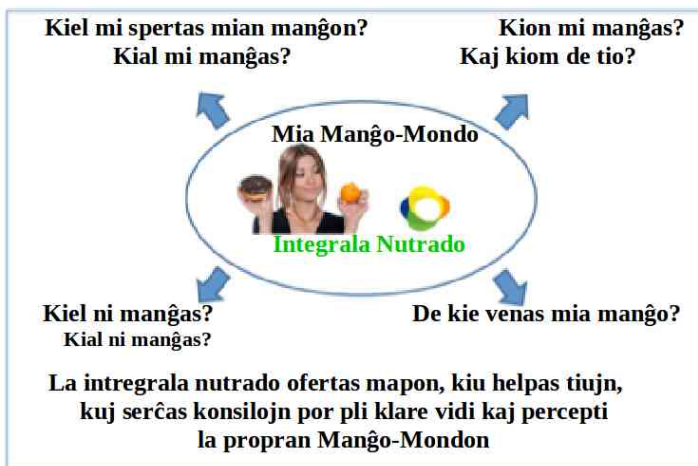 Kiel mi spertas mian manĝon?
Kial mi manĝas?
Kion mi manĝas?
Kaj kiom de tio?
Mia Manĝo-Mondo
Integrala Nutrado
Kiel ni manĝas?
Kial ni manĝas?
De kie venas mia manĝo?
La intregrala nutrado ofertas mapon, kiu helpas tiujn,
kuj serĉas konsilojn por pli klare vidi kaj percepti
la propran Manĝo-Mondon